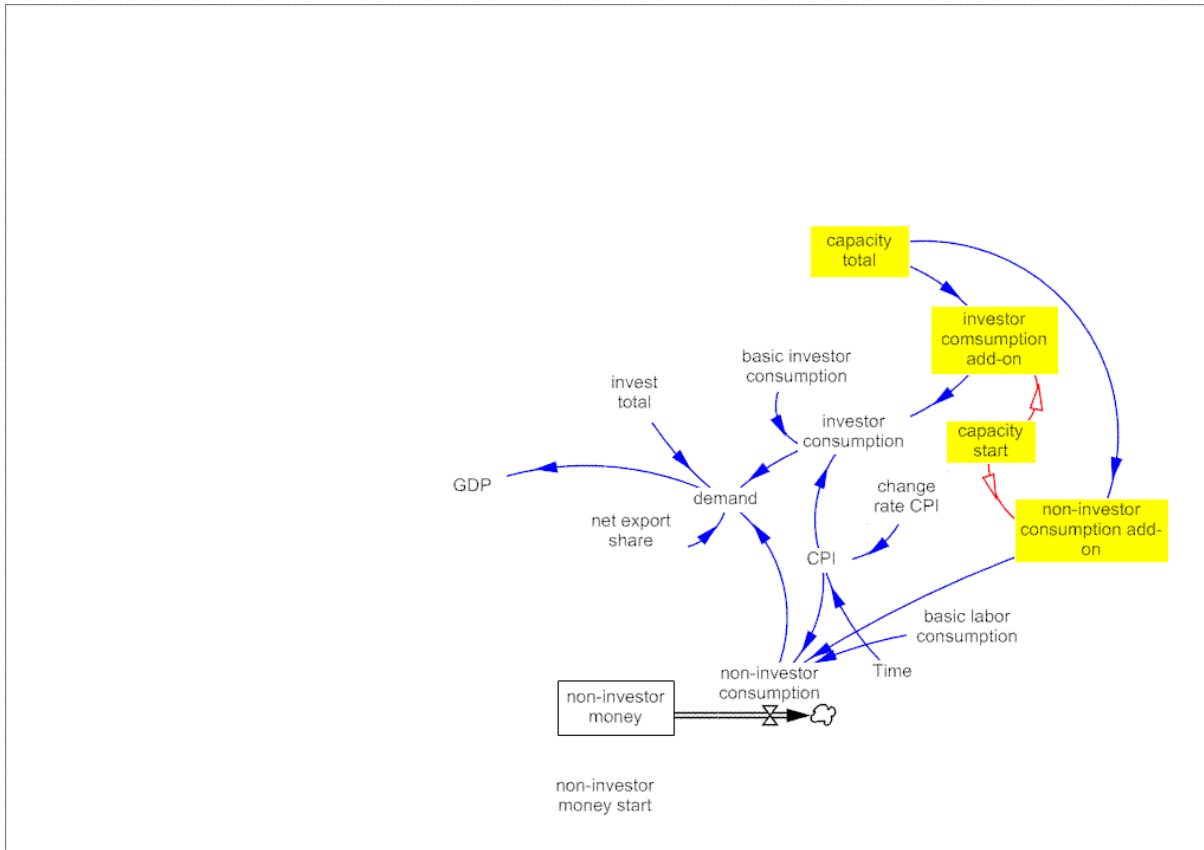 capacity
total
investor
comsumption
add-on
basic investor
consumption
invest
total
investor
consumption
capacity
start
GDP
demand
change
rate CPI
non-investor
consumption add-
on
net export
share
CPI
basic labor
consumption
non-investor
consumption
Time
non-investor
money
non-investor
money start